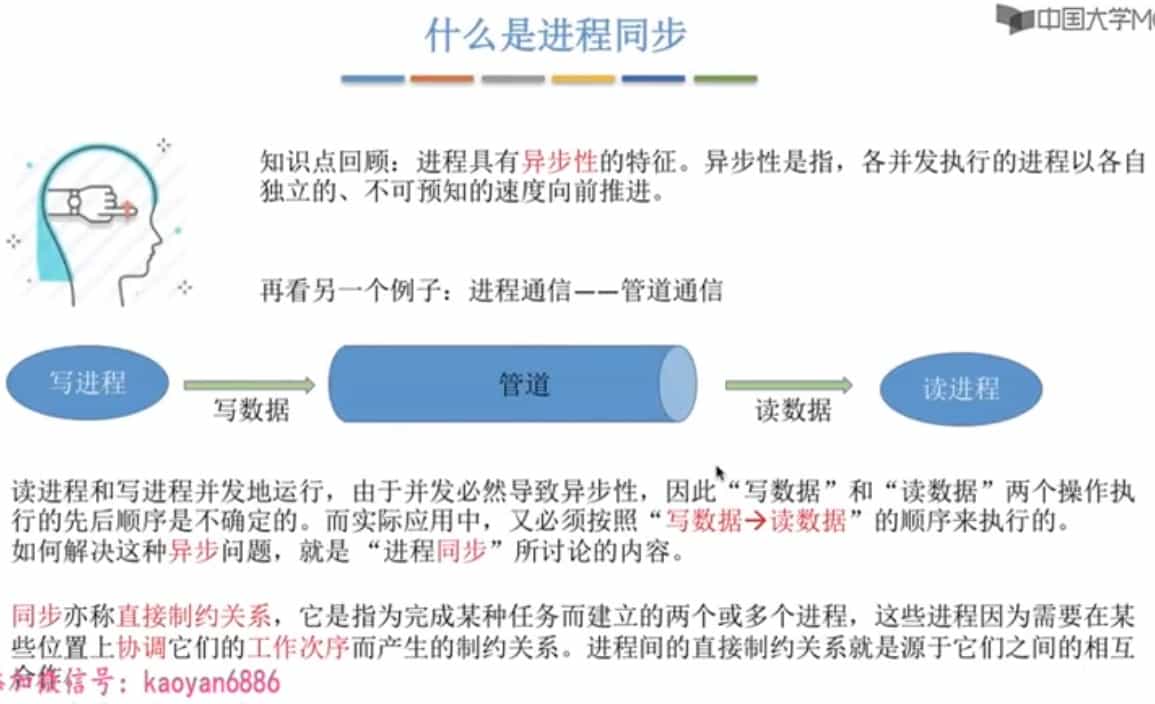 什么是进程同步
中国大学M
知识点回顾：进程具有异步性的特征。异步性是指，各并发执行的进程以各自
独立的、不可预知的速度向前推进。
再看另一个例子：进程通信——管道通信
写进程
写数据
管道
读数据
读进程
读进程和写进程并发地运行，由于并发必然导致异步性，因此“写数据”和“读数据”两个操作执
行的先后顺序是不确定的。而实际应用中，又必须按照“写数据→读数据”的顺序来执行的。
如何解决这种异步问题，就是 “进程同步”所讨论的内容。
同步亦称直接制约关系，它是指为完成某种任务而建立的两个或多个进程，这些进程因为需要在某
些位置上协调它们的工作次序而产生的制约关系。进程间的直接制约关系就是源于它们之间的相互
合作。
微信号：kaoyan6886